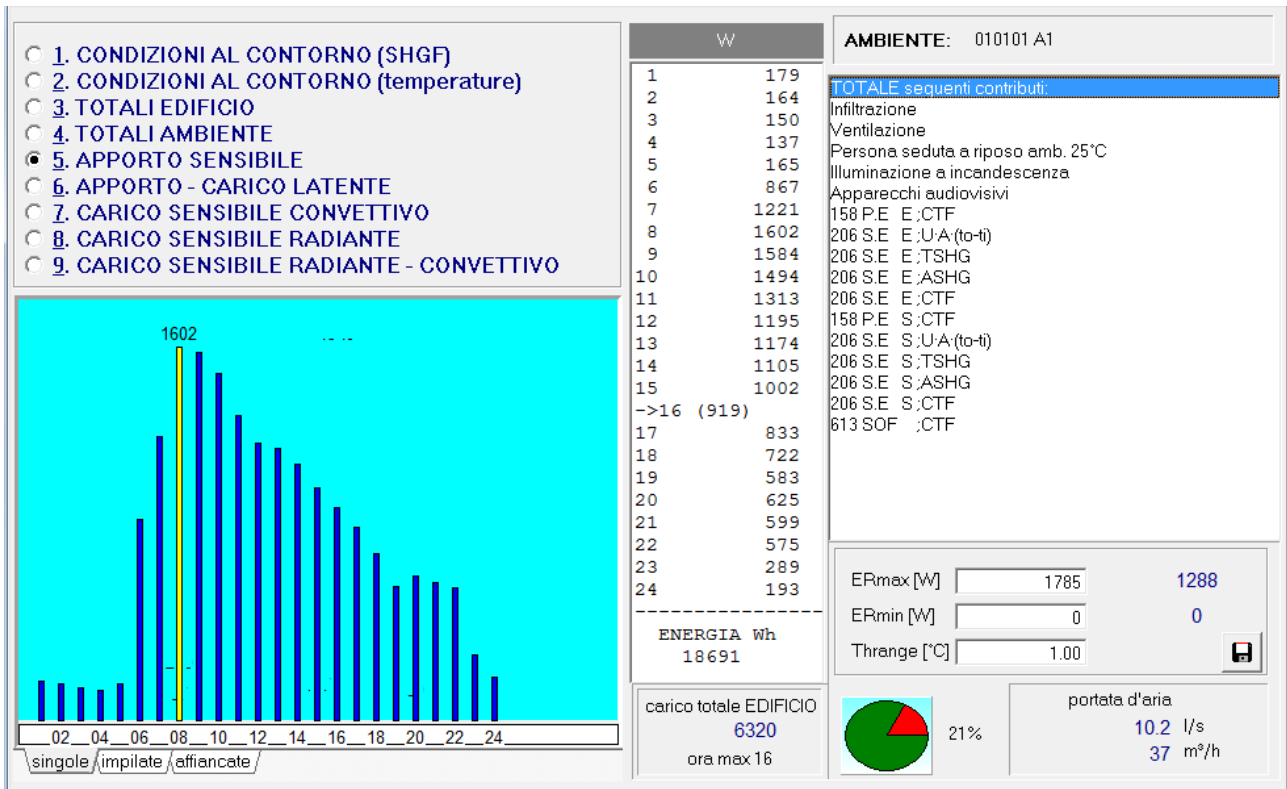 1. CONDIZIONI AL CONTORNO (SHGF)
2. CONDIZIONI AL CONTORNO (temperature)
3. TOTALI EDIFICIO
4. TOTALI AMBIENTE
5. APPORTO SENSIBILE
6. APPORTO - CARICO LATENTE
7. CARICO SENSIBILE CONVETTIVO
8. CARICO SENSIBILE RADIANTE
9. CARICO SENSIBILE RADIANTE - CONVETTIVO
1602
02 04 06 08 10 12 14 16 18 20 22 24
singole impilate affiancate
W
1 179
2 164
3 150
4 137
5 165
6 867
7 1221
8 1602
9 1584
10 1494
11 1313
12 1195
13 1174
14 1105
15 1002
->16 (919)
17 833
18 722
19 583
20 625
21 599
22 575
23 289
24 193
ENERGIA Wh
18691
carico totale EDIFICIO
6320
ora max 16
AMBIENTE: 010101 A1
TOTALE seguenti contributi:
Infiltrazione
Ventilazione
Persona seduta a riposo amb. 25°C
Illuminazione a incandescenza
Apparecchi audiovisivi
158 P.E E ;CTF
206 S.E E ;U·A·(to-ti)
206 S.E E ;TSHG
206 S.E E ;ASHG
206 S.E E ;CTF
158 P.E S ;CTF
206 S.E S ;U·A·(to-ti)
206 S.E S ;TSHG
206 S.E S ;ASHG
206 S.E S ;CTF
613 SOF ;CTF
ERmax [W] 1785 1288
ERmin [W] 0 0
Thrange [°C] 1.00
21%
portata d'aria
10.2 l/s
37 m³/h